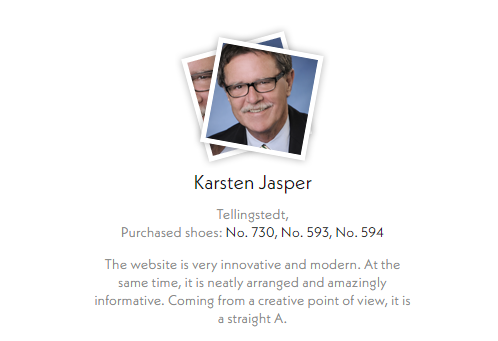 Karsten Jasper
Tellingstedt,
Purchased shoes: No. 730, No. 593, No. 594
The website is very innovative and modern. At the
same time, it is neatly arranged and amazingly
informative. Coming from a creative point of view, it is
a straight A.